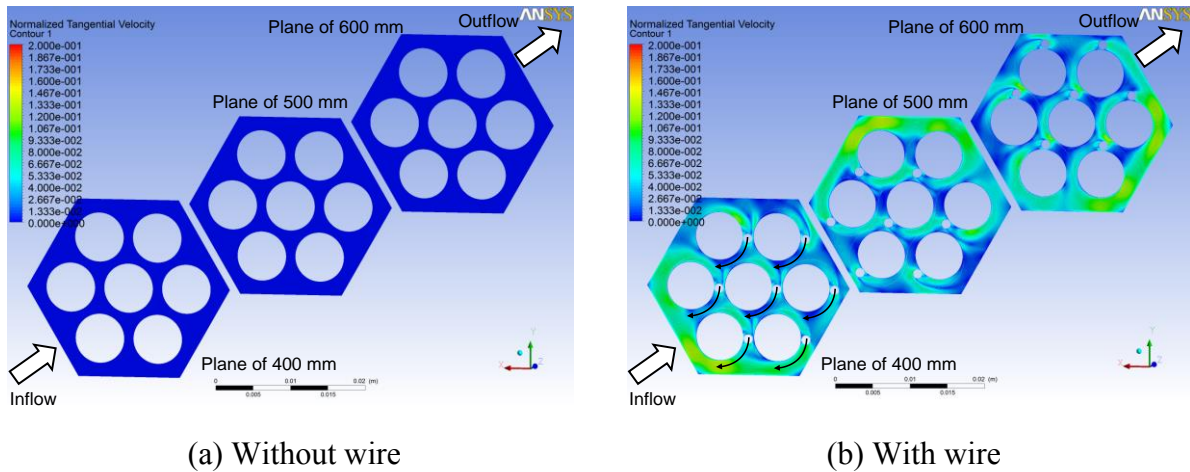 Normalized Tangential Velocity
Contour 1
2.000e-001
1.867e-001
1.733e-001
1.600e-001
1.467e-001
1.333e-001
1.200e-001
1.067e-001
9.333e-002
8.000e-002
6.667e-002
5.333e-002
4.000e-002
2.667e-002
1.333e-002
0.000e+000
Outflow
ANSYS
Plane of 600 mm
Plane of 500 mm
Plane of 400 mm
Inflow
0 0.01 0.02 (m)
0.005 0.015
Y
X Z
(a) Without wire
Normalized Tangential Velocity
Contour 1
2.000e-001
1.867e-001
1.733e-001
1.600e-001
1.467e-001
1.333e-001
1.200e-001
1.067e-001
9.333e-002
8.000e-002
6.667e-002
5.333e-002
4.000e-002
2.667e-002
1.333e-002
0.000e+000
Outflow
ANSYS
Plane of 600 mm
Plane of 500 mm
Plane of 400 mm
Inflow
0 0.01 0.02 (m)
0.005 0.015
Y
X Z
(b) With wire